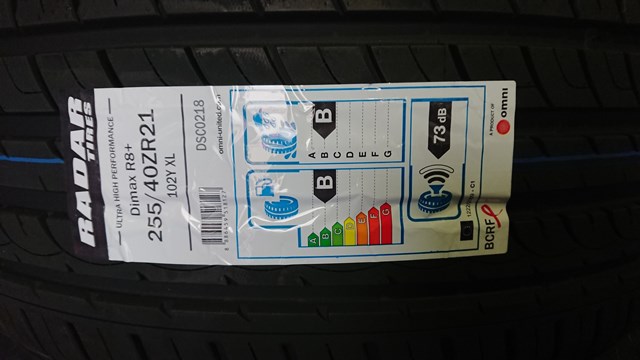 RADAR
TIRES
ULTRA HIGH PERFORMANCE
Dimax R8+
255/40ZR21
102Y XL
DSC0218
omni-united.com
B
A
B
C
D
E
F
G
B
A
B
C
D
E
F
G
73 dB
A PRODUCT OF
omni
BCRF